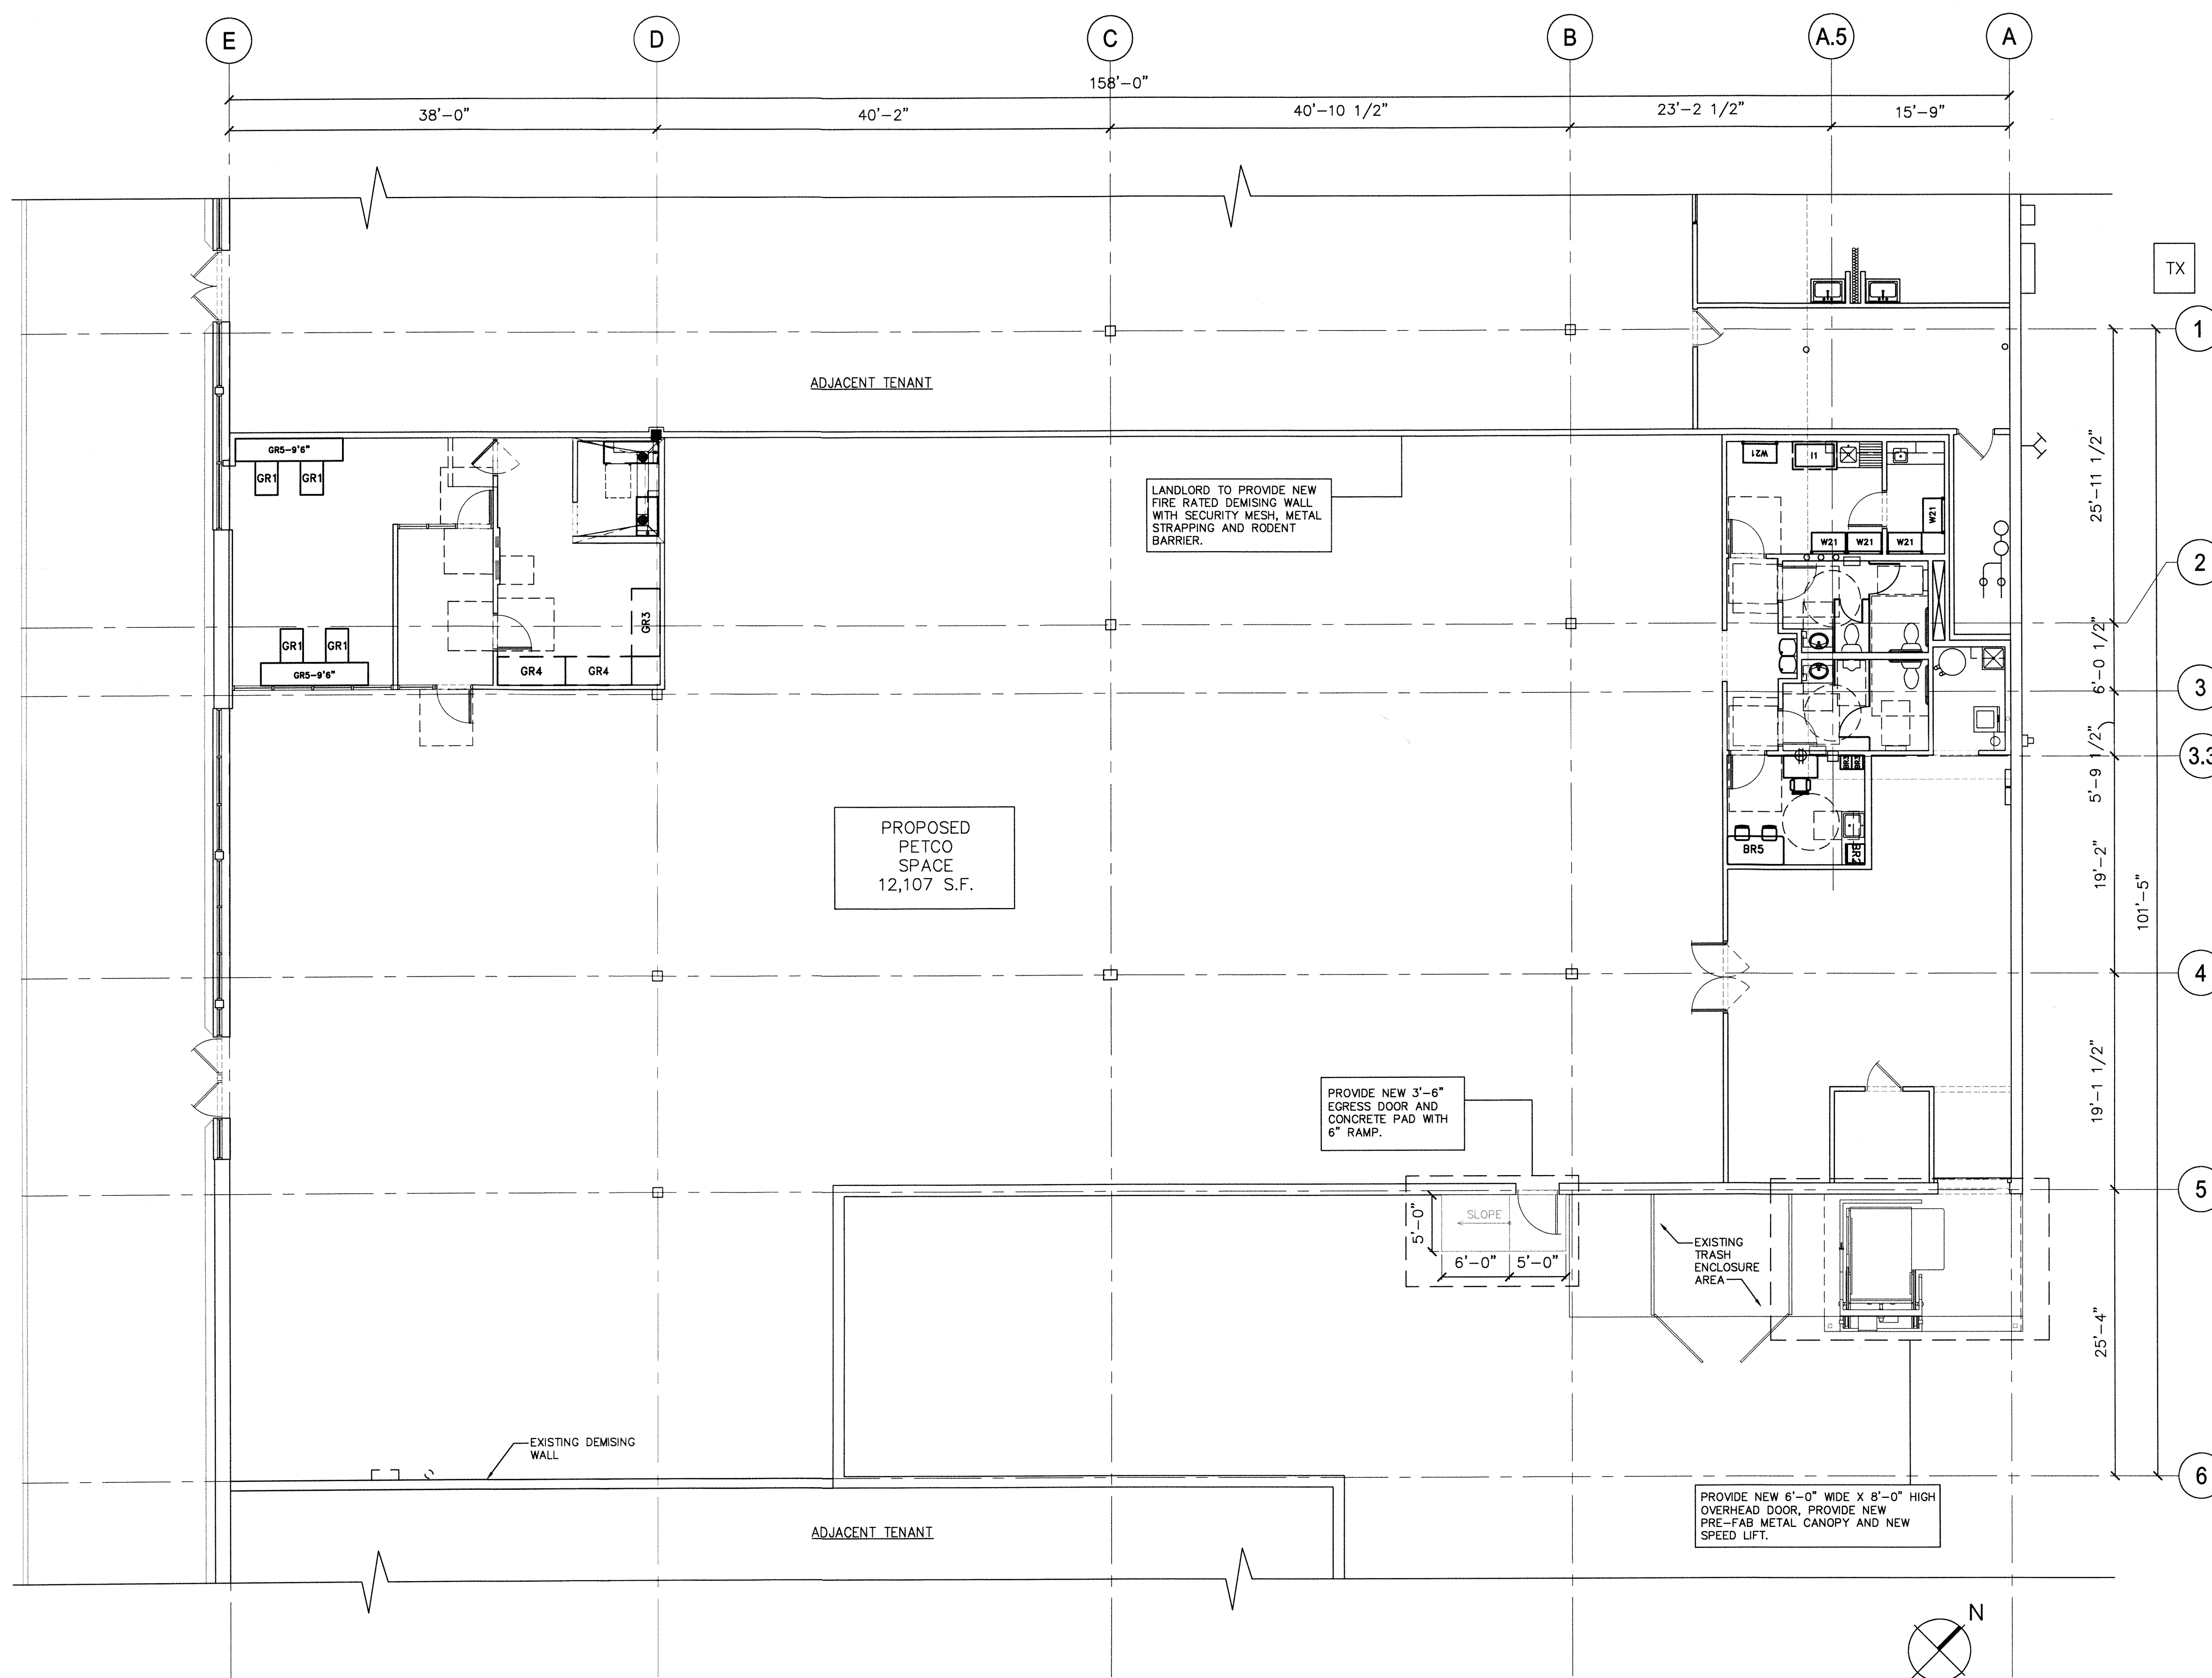 E
D
C
B
A.5
A
158'-0"
38'-0"
40'-2"
40'-10 1/2"
23'-2 1/2"
15'-9"
TX
1
ADJACENT TENANT
GR5-9'6"
GR1
GR1
W21
I1
LANDLORD TO PROVIDE NEW
FIRE RATED DEMISING WALL
WITH SECURITY MESH, METAL
STRAPPING AND RODENT
BARRIER.
25'-11 1/2"
W21
W21
W21
W21
2
GR1
GR1
GR3
GR5-9'6"
GR4
GR4
6'-0 1/2"
3
5'-9 1/2"
3.3
BR3
BR3
PROPOSED
PETCO
SPACE
12,107 S.F.
BR5
BR2
19'-2"
101'-5"
4
19'-1 1/2"
PROVIDE NEW 3'-6"
EGRESS DOOR AND
CONCRETE PAD WITH
6" RAMP.
5
SLOPE
5'-0"
6'-0"
5'-0"
EXISTING
TRASH
ENCLOSURE
AREA
25'-4"
EXISTING DEMISING
WALL
6
PROVIDE NEW 6'-0" WIDE X 8'-0" HIGH
OVERHEAD DOOR, PROVIDE NEW
PRE-FAB METAL CANOPY AND NEW
SPEED LIFT.
ADJACENT TENANT
N